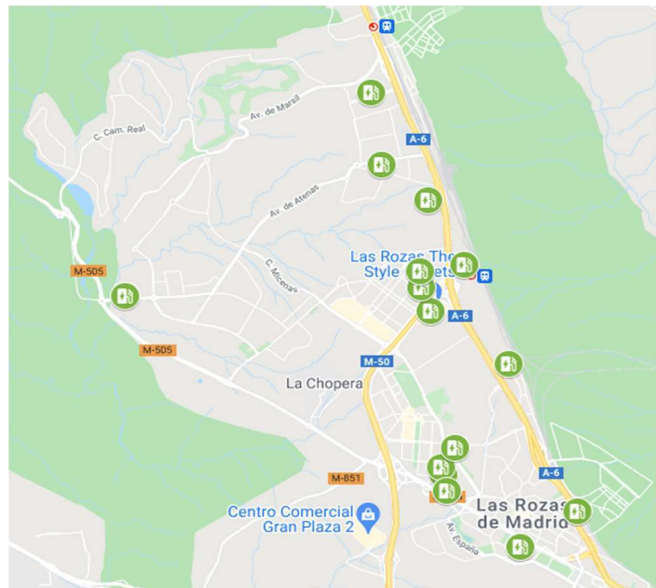 A-6
Av. de Marsil
C. Cam. Real
Av. de Atenas
Las Rozas The
Style
M-505
C. Micenas
A-6
M-505
M-50
La Chopera
M-851
A-6
Centro Comercial
Gran Plaza 2
Las Rozas
de Madrid
Av. España